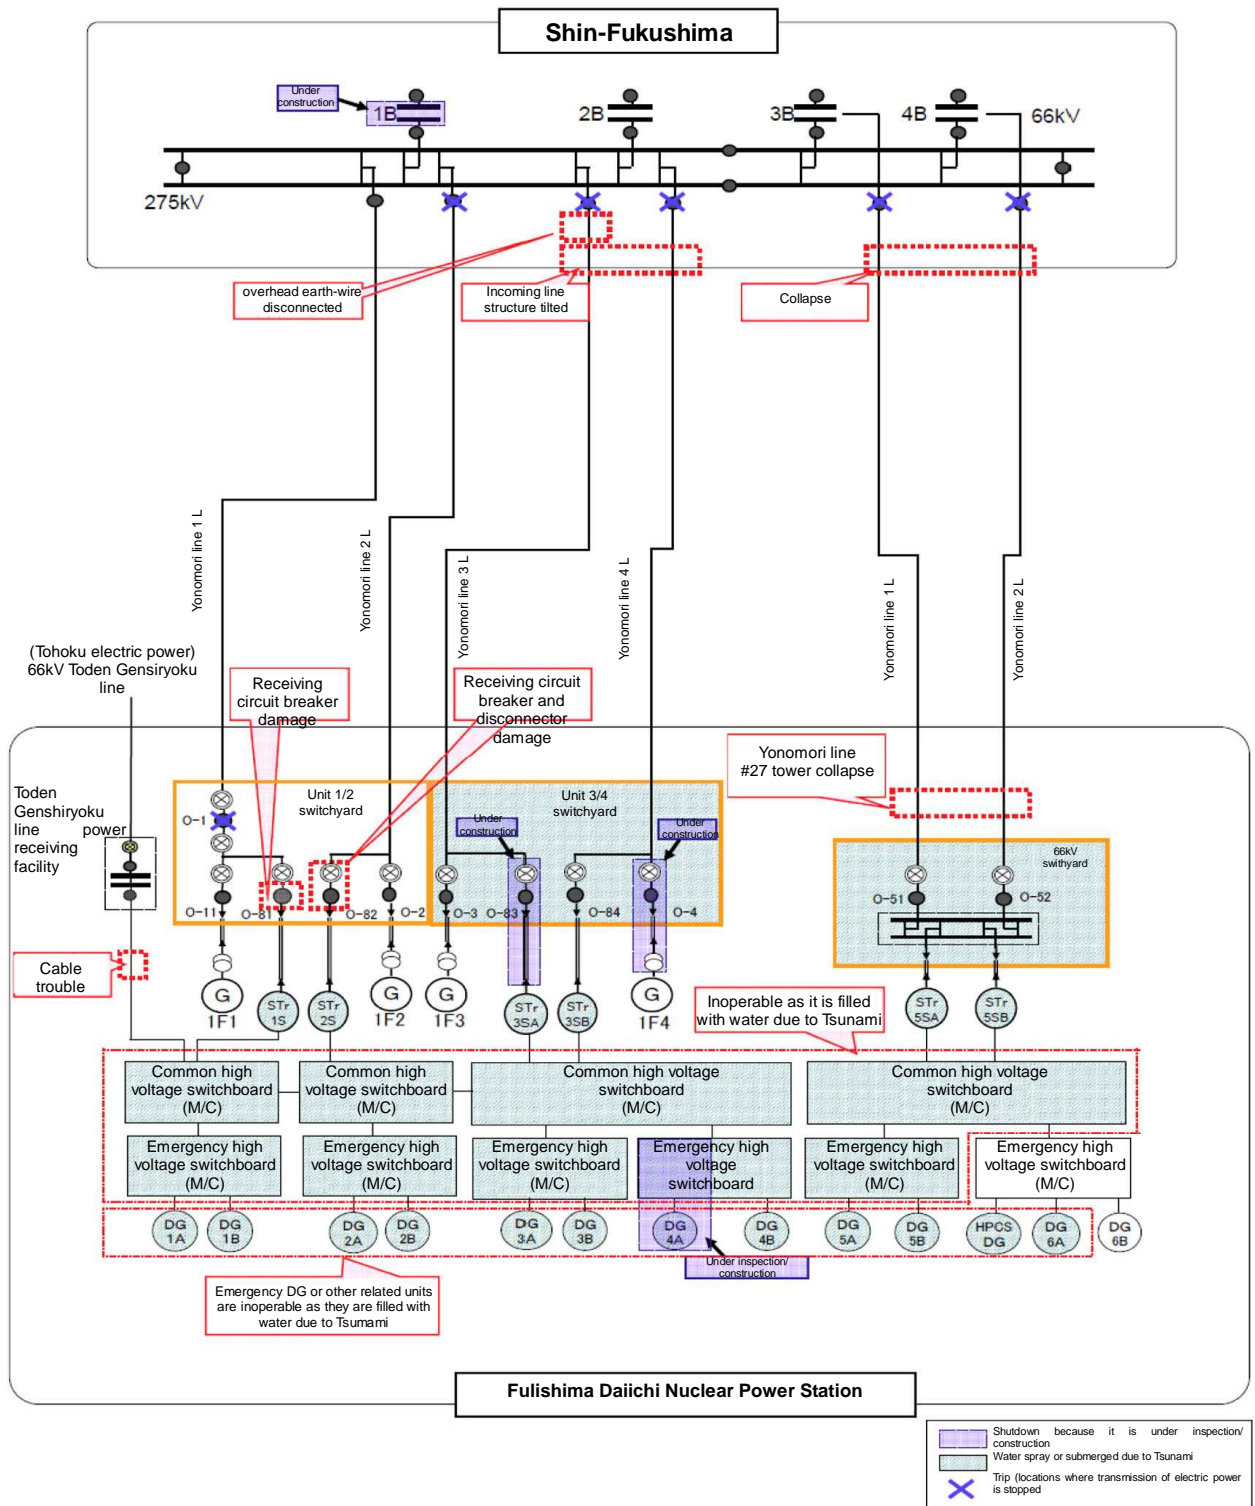 Shin-Fukushima
Under
construction
1B
2B
3B
4B
66kV
275kV
overhead earth-wire
disconnected
Incoming line
structure tilted
Collapse
Yonomori line 1 L
Yonomori line 2 L
Yonomori line 3 L
Yonomori line 4 L
Yonomori line 1 L
Yonomori line 2 L
(Tohoku electric power)
66kV Toden Gensiryoku
line
Receiving
circuit breaker
damage
Receiving circuit
breaker and
disconnector
damage
Yonomori line
#27 tower collapse
Toden
Genshiryoku
line power
receiving
facility
Unit 1/2
switchyard
Unit 3/4
switchyard
Under
construction
Under
construction
66kV
swithyard
O-1
O-11
O-81
O-82
O-2
O-3
O-83
O-84
O-4
O-51
O-52
Cable
trouble
G
1F1
STr
1S
STr
2S
G
1F2
G
1F3
STr
3SA
STr
3SB
G
1F4
STr
5SA
STr
5SB
Inoperable as it is filled
with water due to Tsunami
Common high
voltage switchboard
(M/C)
Common high
voltage switchboard
(M/C)
Common high voltage
switchboard
(M/C)
Common high voltage
switchboard
(M/C)
Emergency high
voltage switchboard
(M/C)
Emergency high
voltage switchboard
(M/C)
Emergency high
voltage switchboard
(M/C)
Emergency high
voltage
switchboard
Emergency high
voltage switchboard
(M/C)
Emergency high
voltage switchboard
(M/C)
DG
1A
DG
1B
DG
2A
DG
2B
DG
3A
DG
3B
DG
4A
DG
4B
DG
5A
DG
5B
HPCS
DG
DG
6A
DG
6B
Under inspection/
construction
Emergency DG or other related units
are inoperable as they are filled with
water due to Tsumami
Fulishima Daiichi Nuclear Power Station
Shutdown because it is under inspection/
construction
Water spray or submerged due to Tsunami
Trip (locations where transmission of electric power
is stopped